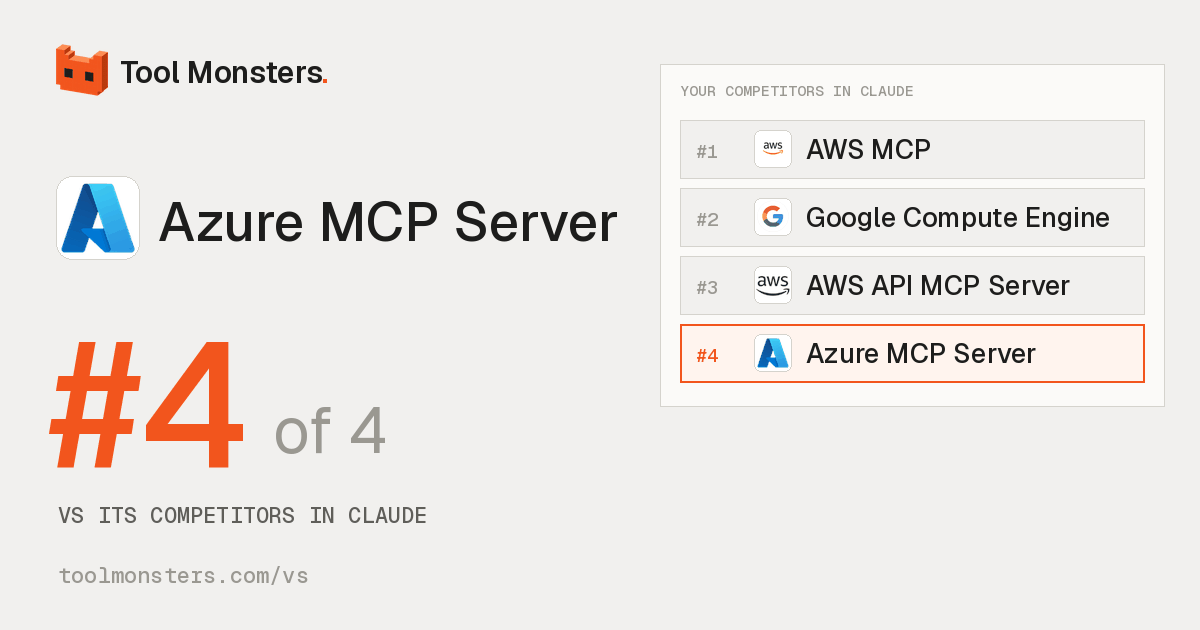 Tool Monsters.
Azure MCP Server
#4 of 4
VS ITS COMPETITORS IN CLAUDE
toolmonsters.com/vs
YOUR COMPETITORS IN CLAUDE
#1 aws AWS MCP
#2 G Google Compute Engine
#3 aws AWS API MCP Server
#4 Azure MCP Server